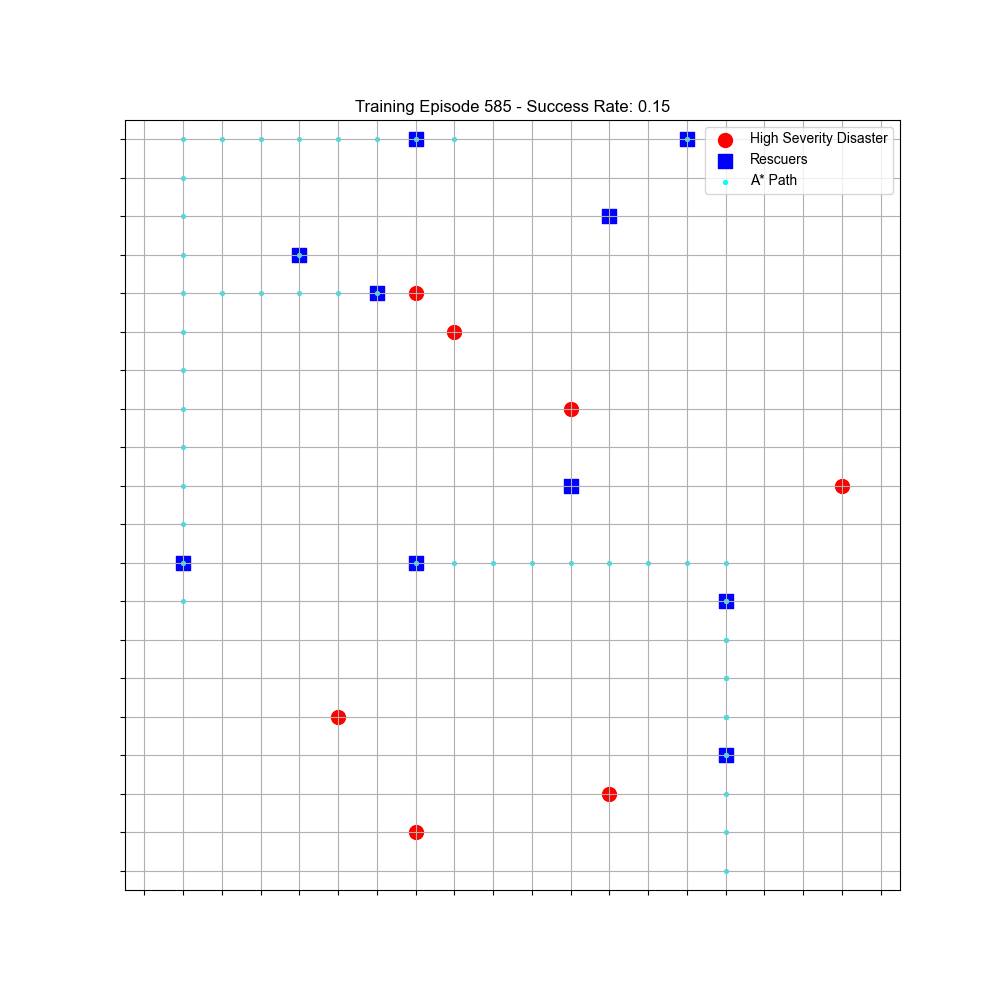 Training Episode 585 - Success Rate: 0.15
High Severity Disaster
Rescuers
A* Path